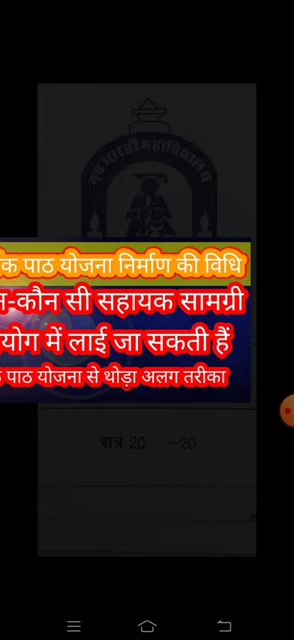 पाठ योजना निर्माण की विधि
कौन सी सहायक सामग्री
में लाई जा सकती हैं
पाठ योजना से थोड़ा अलग तरीका
सत्र 20 -20